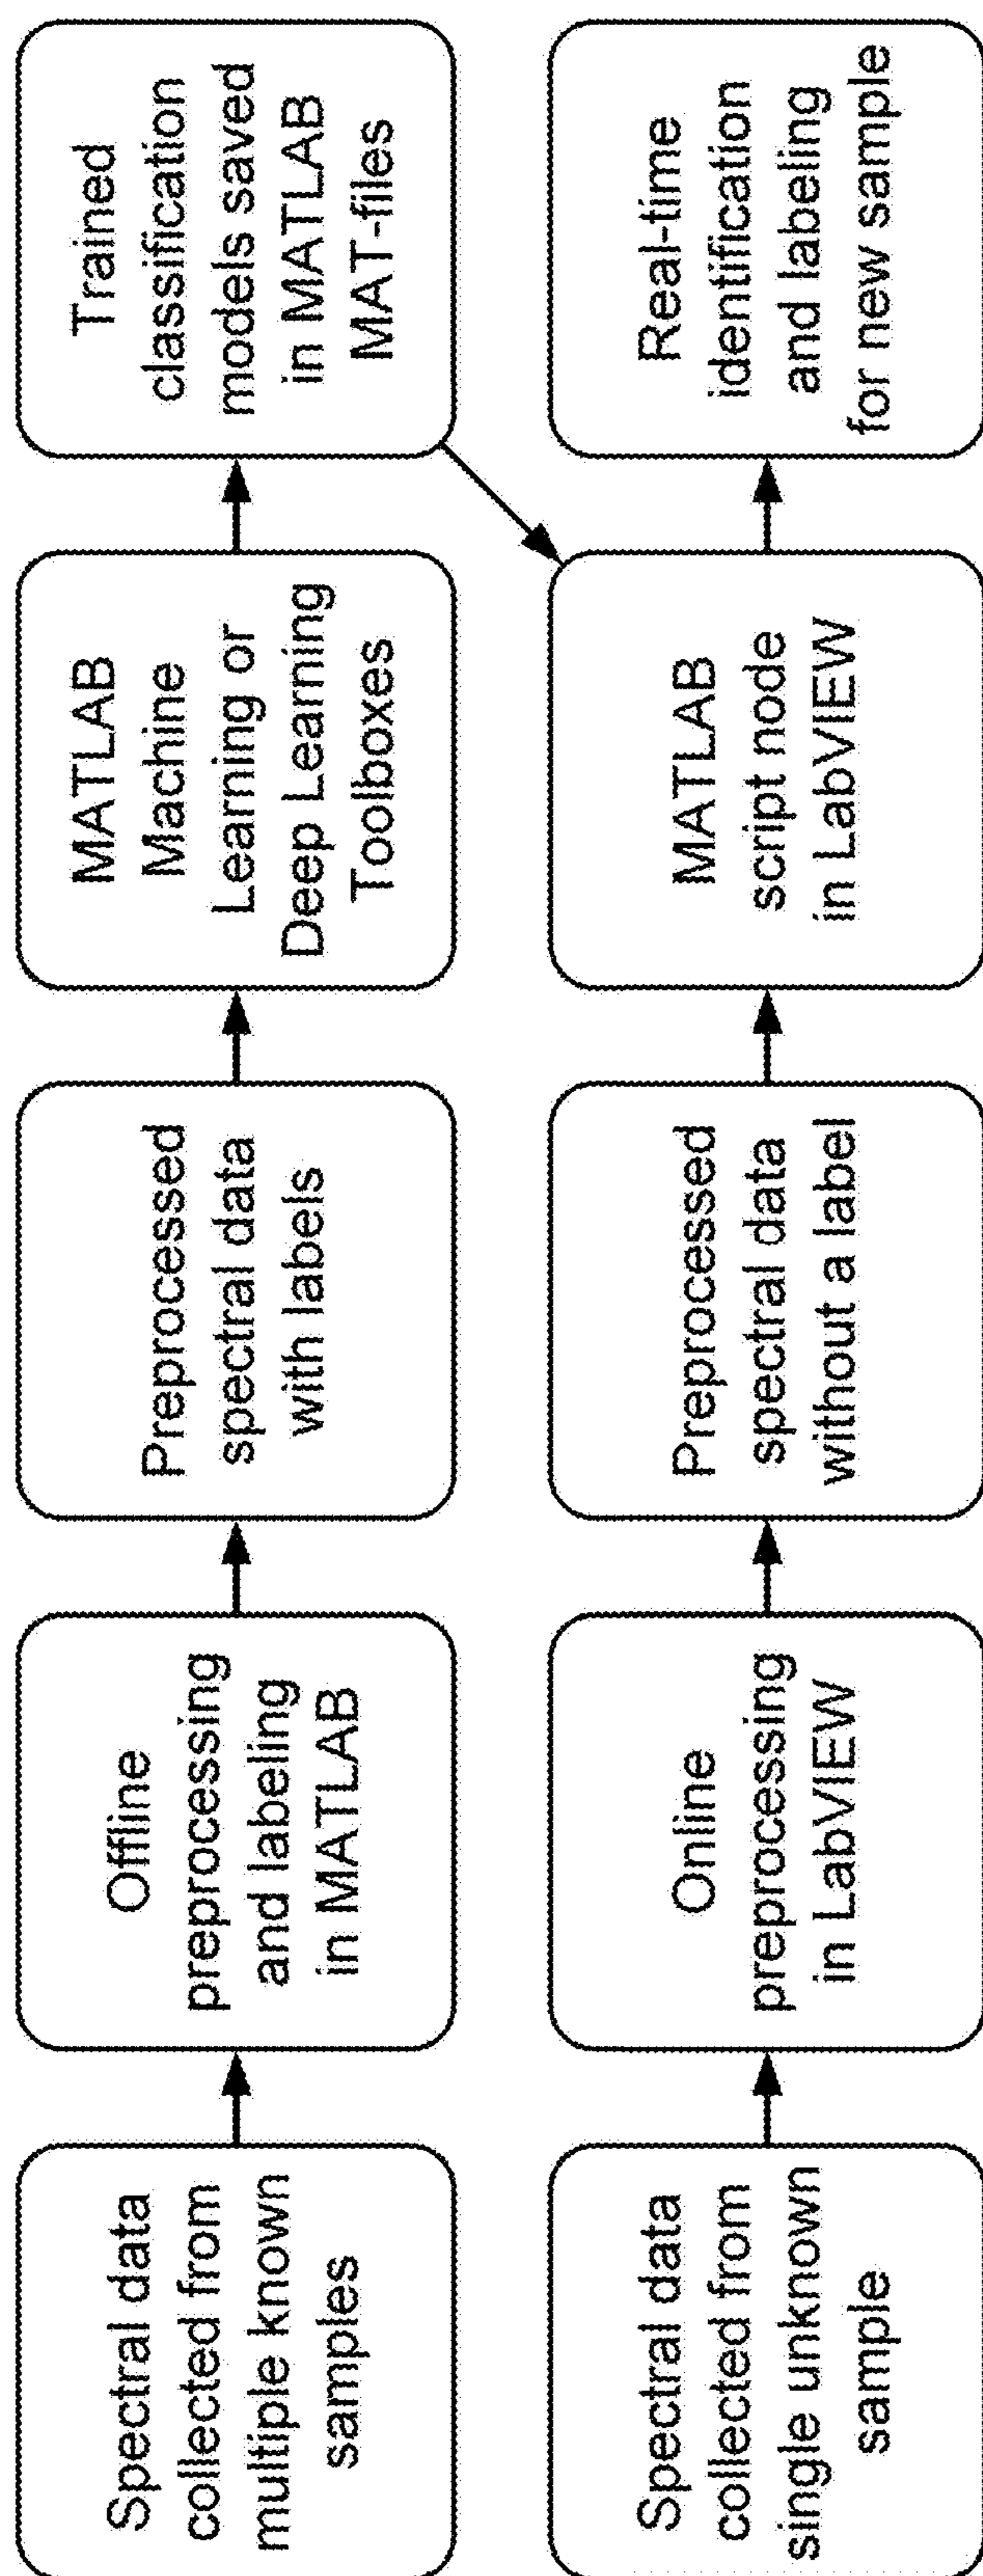 Spectral data
collected from
multiple known
samples
Offline
preprocessing
and labeling
in MATLAB
Preprocessed
spectral data
with labels
MATLAB
Machine
Learning or
Deep Learning
Toolboxes
Trained
classification
models saved
in MATLAB
MAT-files
Spectral data
collected from
single unknown
sample
Online
preprocessing
in LabVIEW
Preprocessed
spectral data
without a label
MATLAB
script node
in LabVIEW
Real-time
identification
and labeling
for new sample